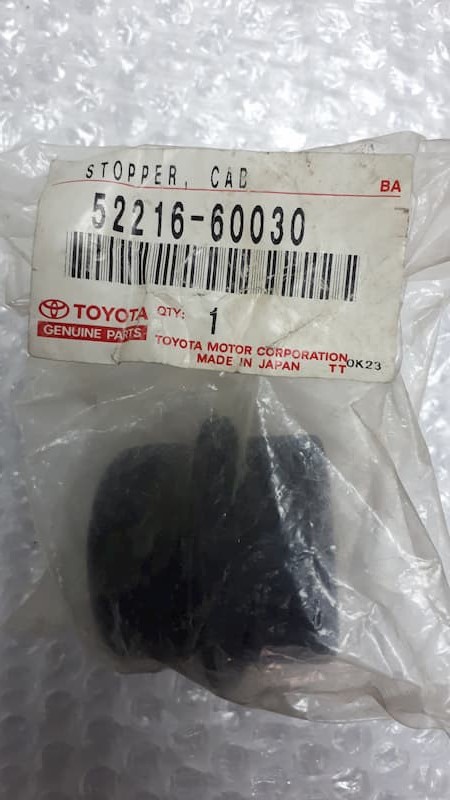 STOPPER, CAB
BA
52216-60030
TOYOTA
GENUINE PARTS
QTY: 1
TOYOTA MOTOR CORPORATION
MADE IN JAPAN TT 0K23